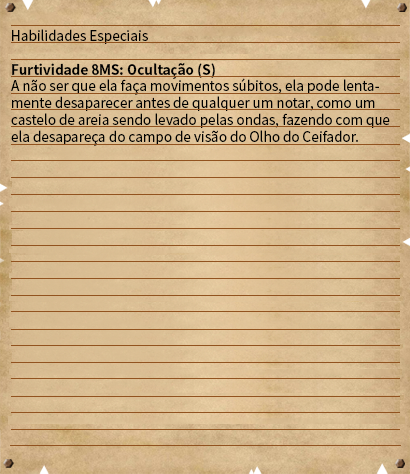 Habilidades Especiais
Furtividade 8MS: Ocultação (S)
A não ser que ela faça movimentos súbitos, ela pode lenta-
mente desaparecer antes de qualquer um notar, como um
castelo de areia sendo levado pelas ondas, fazendo com que
ela desapareça do campo de visão do Olho do Ceifador.